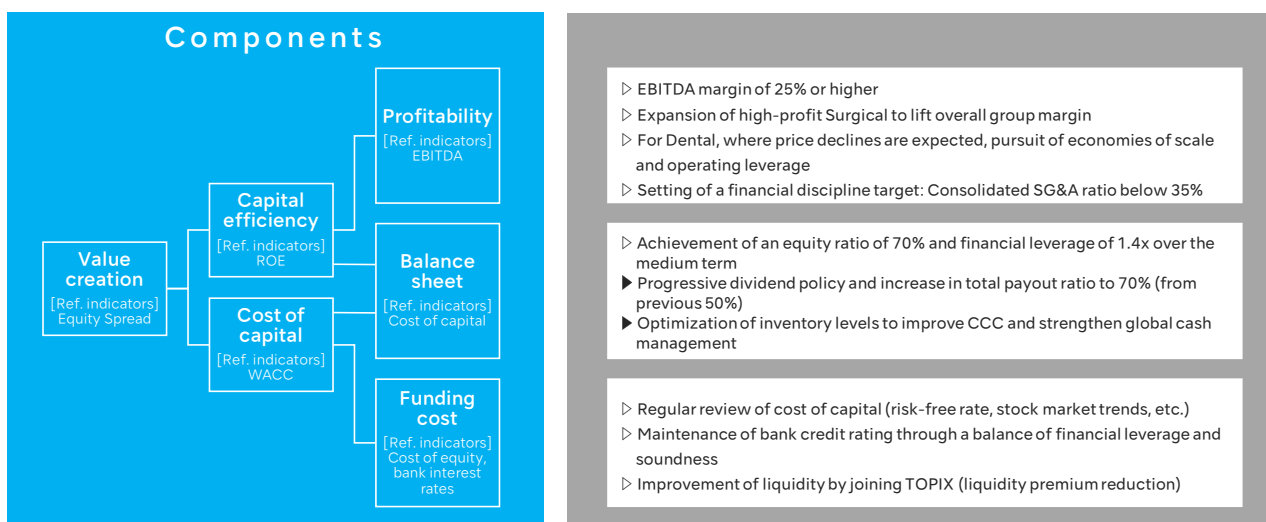 Components
Value
creation
[Ref. indicators]
Equity Spread
Capital
efficiency
[Ref. indicators]
ROE
Cost of
capital
[Ref. indicators]
WACC
Profitability
[Ref. indicators]
EBITDA
Balance
sheet
[Ref. indicators]
Cost of capital
Funding
cost
[Ref. indicators]
Cost of equity,
bank interest
rates
▷ EBITDA margin of 25% or higher
▷ Expansion of high-profit Surgical to lift overall group margin
▷ For Dental, where price declines are expected, pursuit of economies of scale
and operating leverage
▷ Setting of a financial discipline target: Consolidated SG&A ratio below 35%
▷ Achievement of an equity ratio of 70% and financial leverage of 1.4x over the
medium term
▶ Progressive dividend policy and increase in total payout ratio to 70% (from
previous 50%)
▶ Optimization of inventory levels to improve CCC and strengthen global cash
management
▷ Regular review of cost of capital (risk-free rate, stock market trends, etc.)
▷ Maintenance of bank credit rating through a balance of financial leverage and
soundness
▷ Improvement of liquidity by joining TOPIX (liquidity premium reduction)